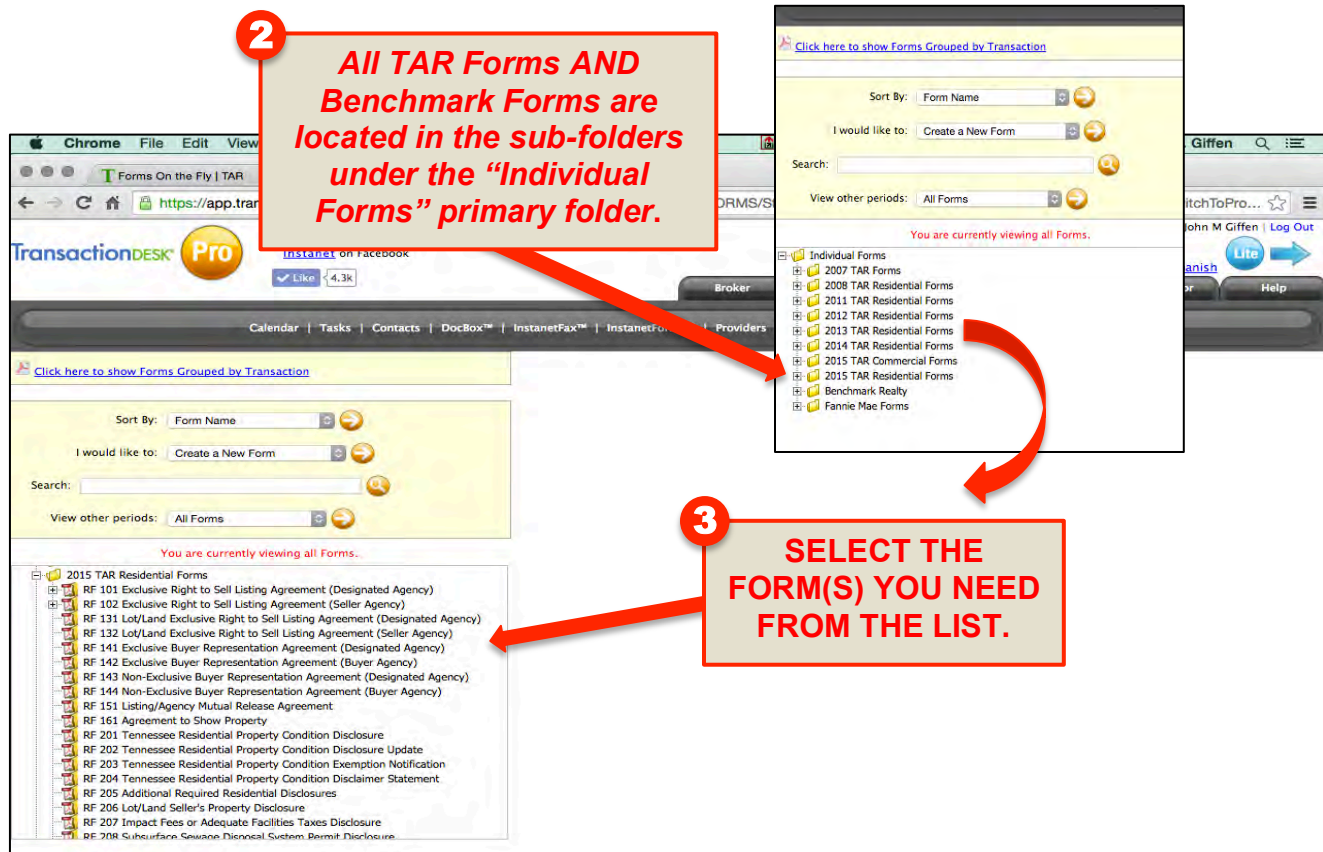 2
All TAR Forms AND
Benchmark Forms are
located in the sub-folders
under the “Individual
Forms” primary folder.
Click here to show Forms Grouped by Transaction
Sort By: Form Name
I would like to: Create a New Form
Search:
View other periods: All Forms
You are currently viewing all Forms.
Individual Forms
2007 TAR Forms
2008 TAR Residential Forms
2011 TAR Residential Forms
2012 TAR Residential Forms
2013 TAR Residential Forms
2014 TAR Residential Forms
2015 TAR Commercial Forms
2015 TAR Residential Forms
Benchmark Realty
Fannie Mae Forms
Chrome File Edit View
Giffen
Forms On the Fly | TAR
https://app.tran
ORMS/S
itchToPro...
John M Giffen | Log Out
TransactionDESK Pro
Instanet on Facebook
Like 4.3k
Lite
anish
Broker
or Help
Calendar | Tasks | Contacts | DocBox™ | InstanetFax™ | InstanetFo | Providers
Click here to show Forms Grouped by Transaction
Sort By: Form Name
I would like to: Create a New Form
Search:
View other periods: All Forms
You are currently viewing all Forms.
2015 TAR Residential Forms
RF 101 Exclusive Right to Sell Listing Agreement (Designated Agency)
RF 102 Exclusive Right to Sell Listing Agreement (Seller Agency)
RF 131 Lot/Land Exclusive Right to Sell Listing Agreement (Designated Agency)
RF 132 Lot/Land Exclusive Right to Sell Listing Agreement (Seller Agency)
RF 141 Exclusive Buyer Representation Agreement (Designated Agency)
RF 142 Exclusive Buyer Representation Agreement (Buyer Agency)
RF 143 Non-Exclusive Buyer Representation Agreement (Designated Agency)
RF 144 Non-Exclusive Buyer Representation Agreement (Buyer Agency)
RF 151 Listing/Agency Mutual Release Agreement
RF 161 Agreement to Show Property
RF 201 Tennessee Residential Property Condition Disclosure
RF 202 Tennessee Residential Property Condition Disclosure Update
RF 203 Tennessee Residential Property Condition Exemption Notification
RF 204 Tennessee Residential Property Condition Disclaimer Statement
RF 205 Additional Required Residential Disclosures
RF 206 Lot/Land Seller's Property Disclosure
RF 207 Impact Fees or Adequate Facilities Taxes Disclosure
RF 208 Subsurface Sewage Disposal System Permit Disclosure
3
SELECT THE
FORM(S) YOU NEED
FROM THE LIST.